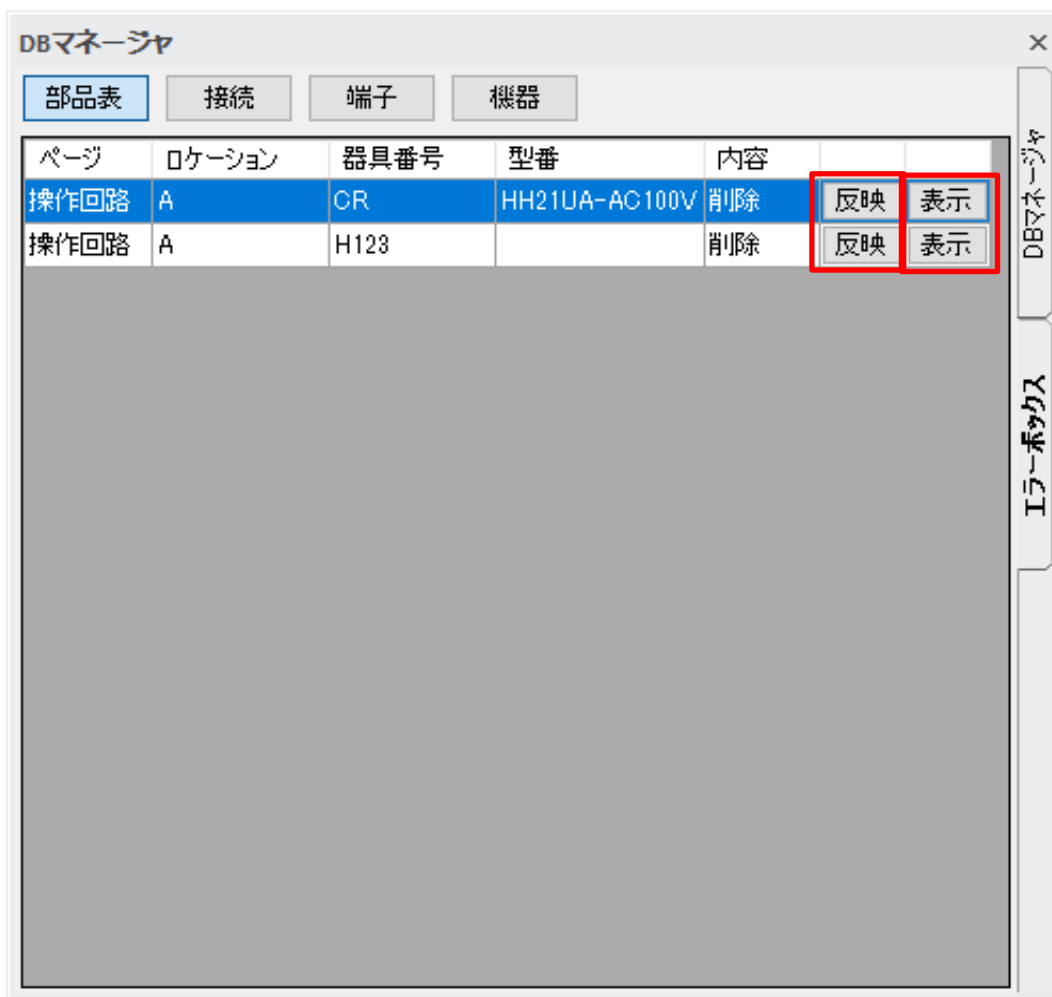 DBマネージャ
部品表 接続 端子 機器
ページ ロケーション 器具番号 型番 内容
操作回路 A CR HH21UA-AC100V 削除 反映 表示
操作回路 A H123 削除 反映 表示
DBマネージャ
エラーボックス